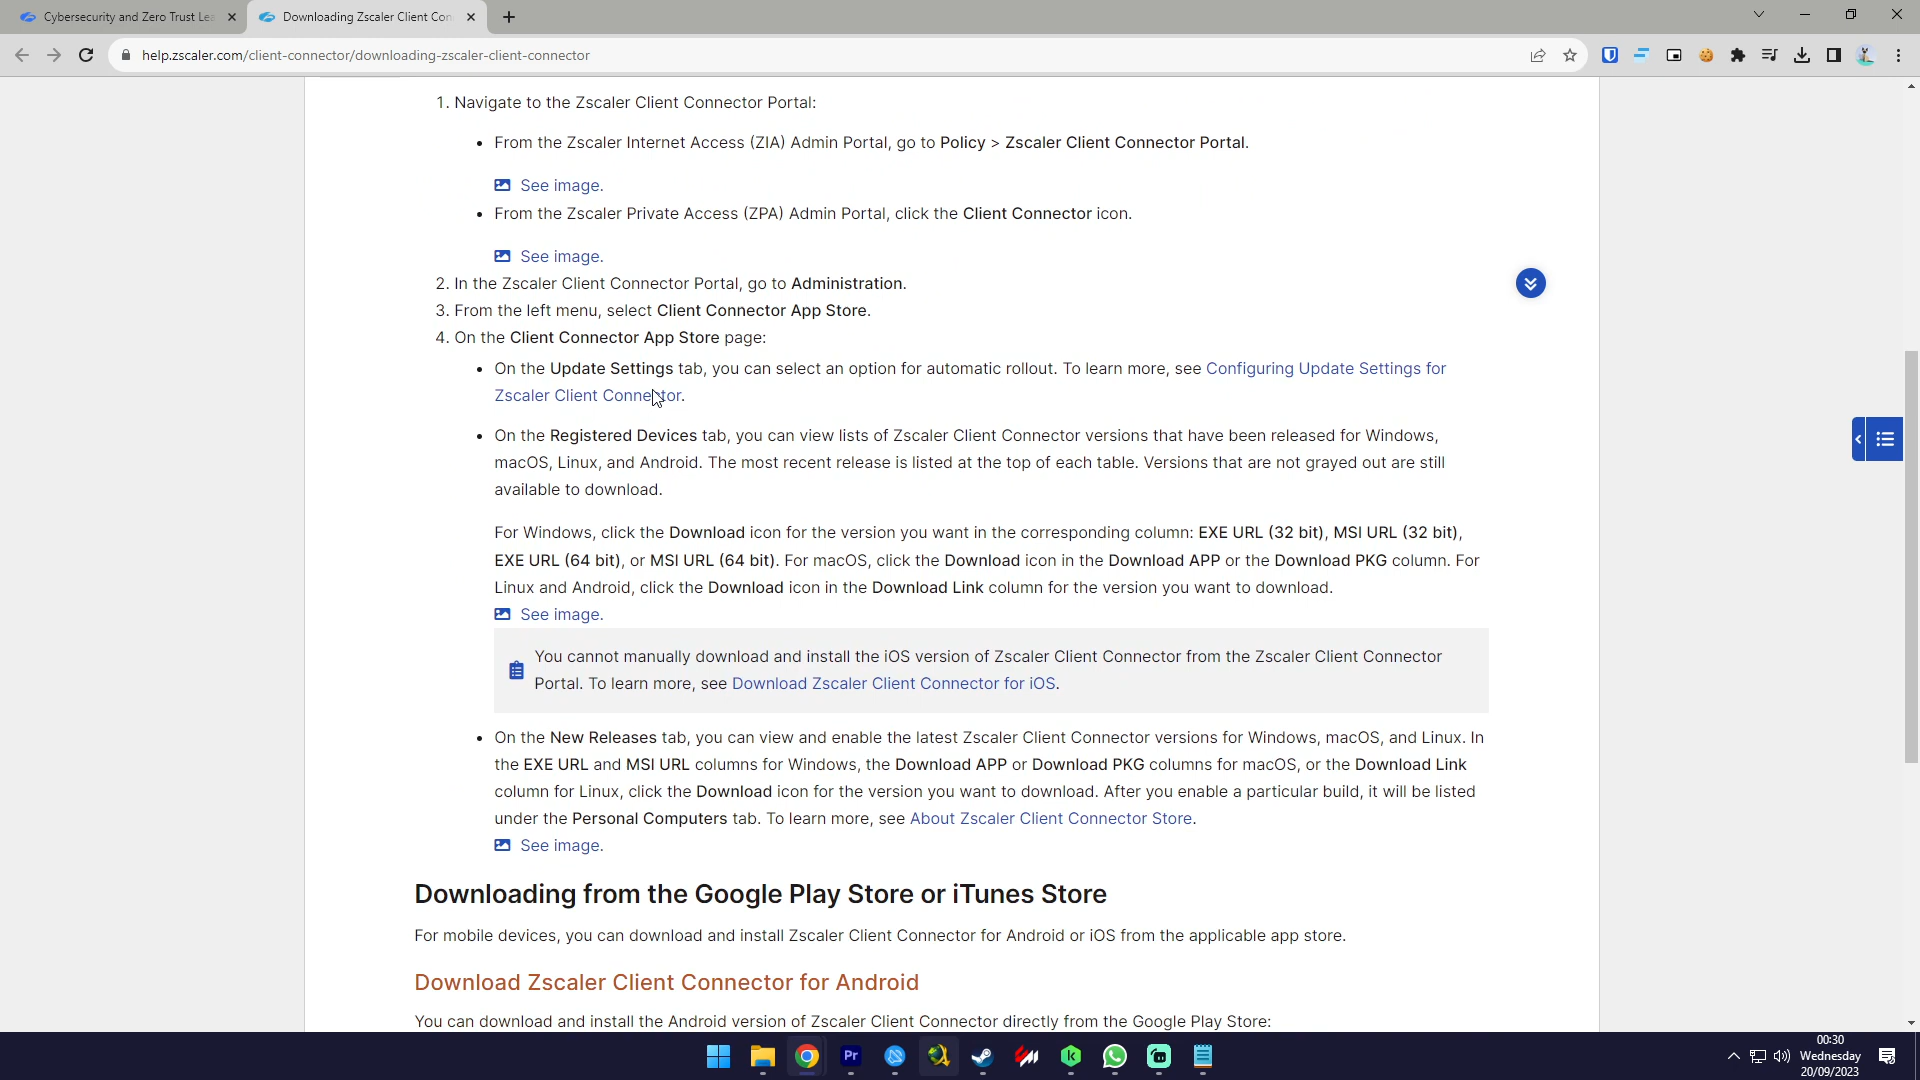 Cybersecurity and Zero Trust Lea
Downloading Zscaler Client Con
help.zscaler.com/client-connector/downloading-zscaler-client-connector
1. Navigate to the Zscaler Client Connector Portal:
• From the Zscaler Internet Access (ZIA) Admin Portal, go to Policy > Zscaler Client Connector Portal.
See image.
• From the Zscaler Private Access (ZPA) Admin Portal, click the Client Connector icon.
See image.
2. In the Zscaler Client Connector Portal, go to Administration.
3. From the left menu, select Client Connector App Store.
4. On the Client Connector App Store page:
• On the Update Settings tab, you can select an option for automatic rollout. To learn more, see Configuring Update Settings for
Zscaler Client Connector.
• On the Registered Devices tab, you can view lists of Zscaler Client Connector versions that have been released for Windows,
macOS, Linux, and Android. The most recent release is listed at the top of each table. Versions that are not grayed out are still
available to download.
For Windows, click the Download icon for the version you want in the corresponding column: EXE URL (32 bit), MSI URL (32 bit),
EXE URL (64 bit), or MSI URL (64 bit). For macOS, click the Download icon in the Download APP or the Download PKG column. For
Linux and Android, click the Download icon in the Download Link column for the version you want to download.
See image.
You cannot manually download and install the iOS version of Zscaler Client Connector from the Zscaler Client Connector
Portal. To learn more, see Download Zscaler Client Connector for iOS.
• On the New Releases tab, you can view and enable the latest Zscaler Client Connector versions for Windows, macOS, and Linux. In
the EXE URL and MSI URL columns for Windows, the Download APP or Download PKG columns for macOS, or the Download Link
column for Linux, click the Download icon for the version you want to download. After you enable a particular build, it will be listed
under the Personal Computers tab. To learn more, see About Zscaler Client Connector Store.
See image.
Downloading from the Google Play Store or iTunes Store
For mobile devices, you can download and install Zscaler Client Connector for Android or iOS from the applicable app store.
Download Zscaler Client Connector for Android
You can download and install the Android version of Zscaler Client Connector directly from the Google Play Store:
Pr
00:30
Wednesday
20/09/2023